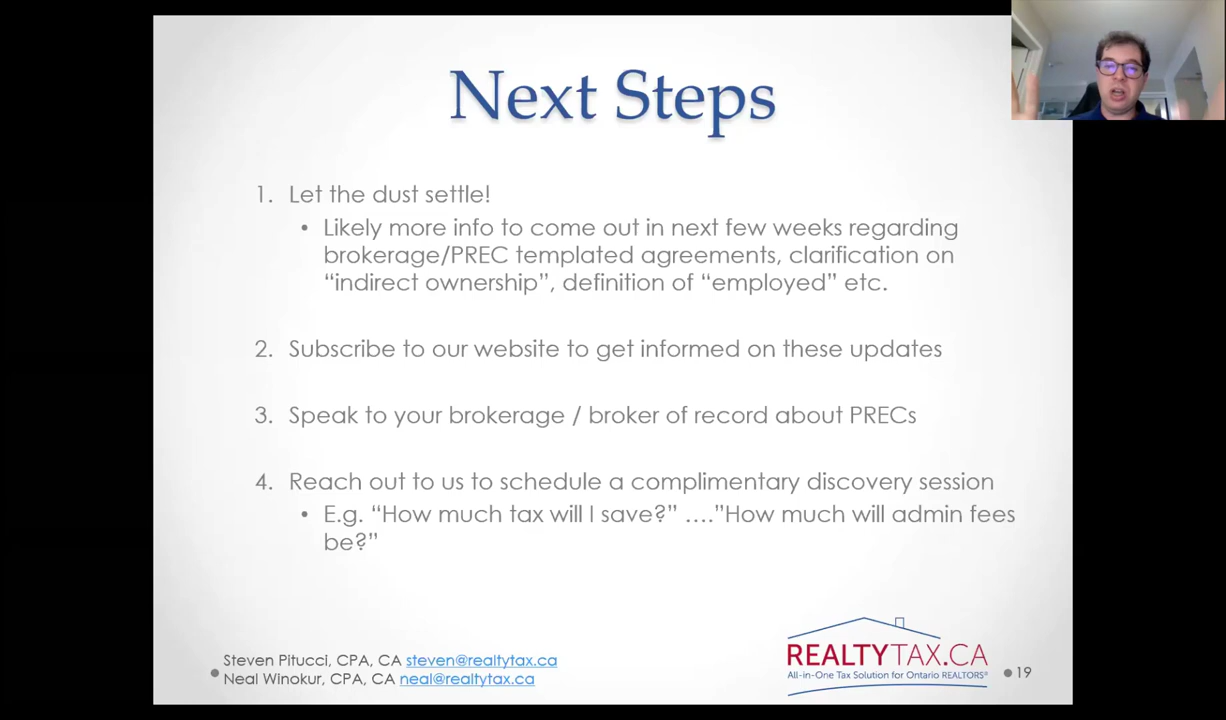 Next Steps
1. Let the dust settle!
• Likely more info to come out in next few weeks regarding
brokerage/PREC templated agreements, clarification on
“indirect ownership”, definition of “employed” etc.
2. Subscribe to our website to get informed on these updates
3. Speak to your brokerage / broker of record about PRECs
4. Reach out to us to schedule a complimentary discovery session
• E.g. “How much tax will I save?” ….”How much will admin fees
be?”
Steven Pitucci, CPA, CA steven@realtytax.ca
Neal Winokur, CPA, CA neal@realtytax.ca
REALTYTAX.CA
All-in-One Tax Solution for Ontario REALTORS®
19